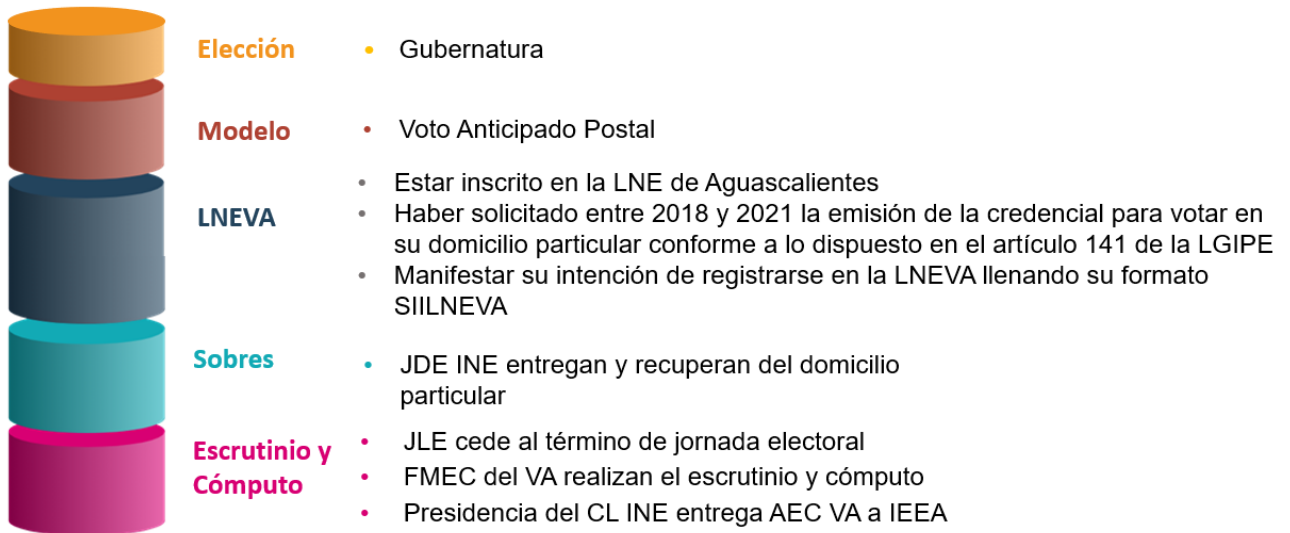 Elección
• Gubernatura
Modelo
• Voto Anticipado Postal
LNEVA
• Estar inscrito en la LNE de Aguascalientes
• Haber solicitado entre 2018 y 2021 la emisión de la credencial para votar en
su domicilio particular conforme a lo dispuesto en el artículo 141 de la LGIPE
• Manifestar su intención de registrarse en la LNEVA llenando su formato
SIILNEVA
Sobres
• JDE INE entregan y recuperan del domicilio
particular
Escrutinio y
Cómputo
• JLE cede al término de jornada electoral
• FMEC del VA realizan el escrutinio y cómputo
• Presidencia del CL INE entrega AEC VA a IEEA